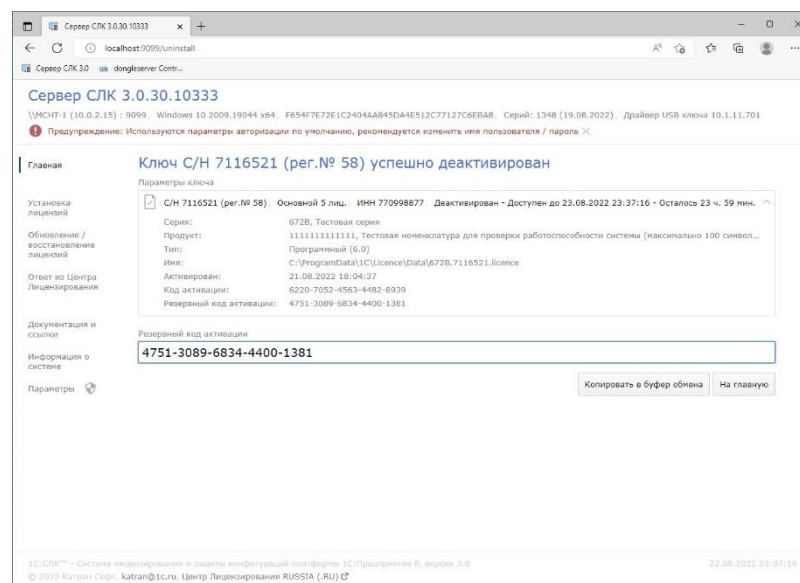 Сервер СЛК 3.0.30.10333
localhost:9099/uninstall
Сервер СЛК 3.0 dongleserver Contr...
Сервер СЛК 3.0.30.10333
\\МСНТ-1 (10.0.2.15) : 9099, Windows 10 2009.19044 x64, F654F7E72E1C2404AA845DA4E512C77127C6EBA8, Серий: 1348 (19.08.2022), Драйвер USB ключа 10.1.11.701
Предупреждение: Используются параметры авторизации по умолчанию, рекомендуется изменить имя пользователя / пароль
Главная
Установка лицензий
Обновление / восстановление лицензий
Ответ из Центра Лицензирования
Документация и ссылки
Информация о системе
Параметры
Ключ С/Н 7116521 (рег.№ 58) успешно деактивирован
Параметры ключа
С/Н 7116521 (рег.№ 58), Основной 5 лиц., ИНН 770998877, Деактивирован - Доступен до 23.08.2022 23:37:16 - Осталось 23 ч. 59 мин.
Серия: 672B, Тестовая серия
Продукт: 1111111111111, Тестовая номенклатура для проверки работоспособности системы (максимально 100 символ...
Тип: Программный (6.0)
Имя: C:\ProgramData\1C\Licence\Data\672B.7116521.licence
Активирован: 21.08.2022 18:04:37
Код активации: 6220-7052-4563-4482-8939
Резервный код активации: 4751-3089-6834-4400-1381
Резервный код активации
4751-3089-6834-4400-1381
Копировать в буфер обмена На главную
1С:СЛК™ - Система лицензирования и защиты конфигураций платформы 1С:Предприятие 8, версия 3.0 22.08.2022 23:37:16
© 2022 Катран Софт, katran@1c.ru, Центр Лицензирования RUSSIA (.RU)